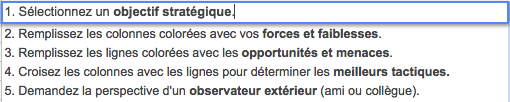 1. Sélectionnez un objectif stratégique.
2. Remplissez les colonnes colorées avec vos forces et faiblesses.
3. Remplissez les lignes colorées avec les opportunités et menaces.
4. Croisez les colonnes avec les lignes pour déterminer les meilleurs tactiques.
5. Demandez la perspective d'un observateur extérieur (ami ou collègue).